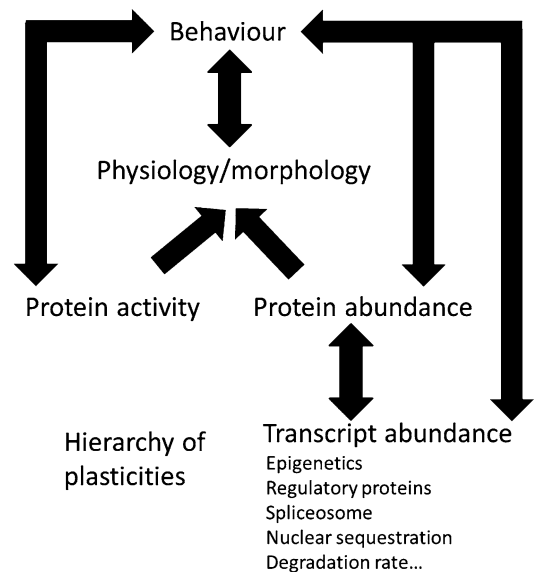 Behaviour
Physiology/morphology
Protein activity
Protein abundance
Hierarchy of
plasticities
Transcript abundance
Epigenetics
Regulatory proteins
Spliceosome
Nuclear sequestration
Degradation rate...